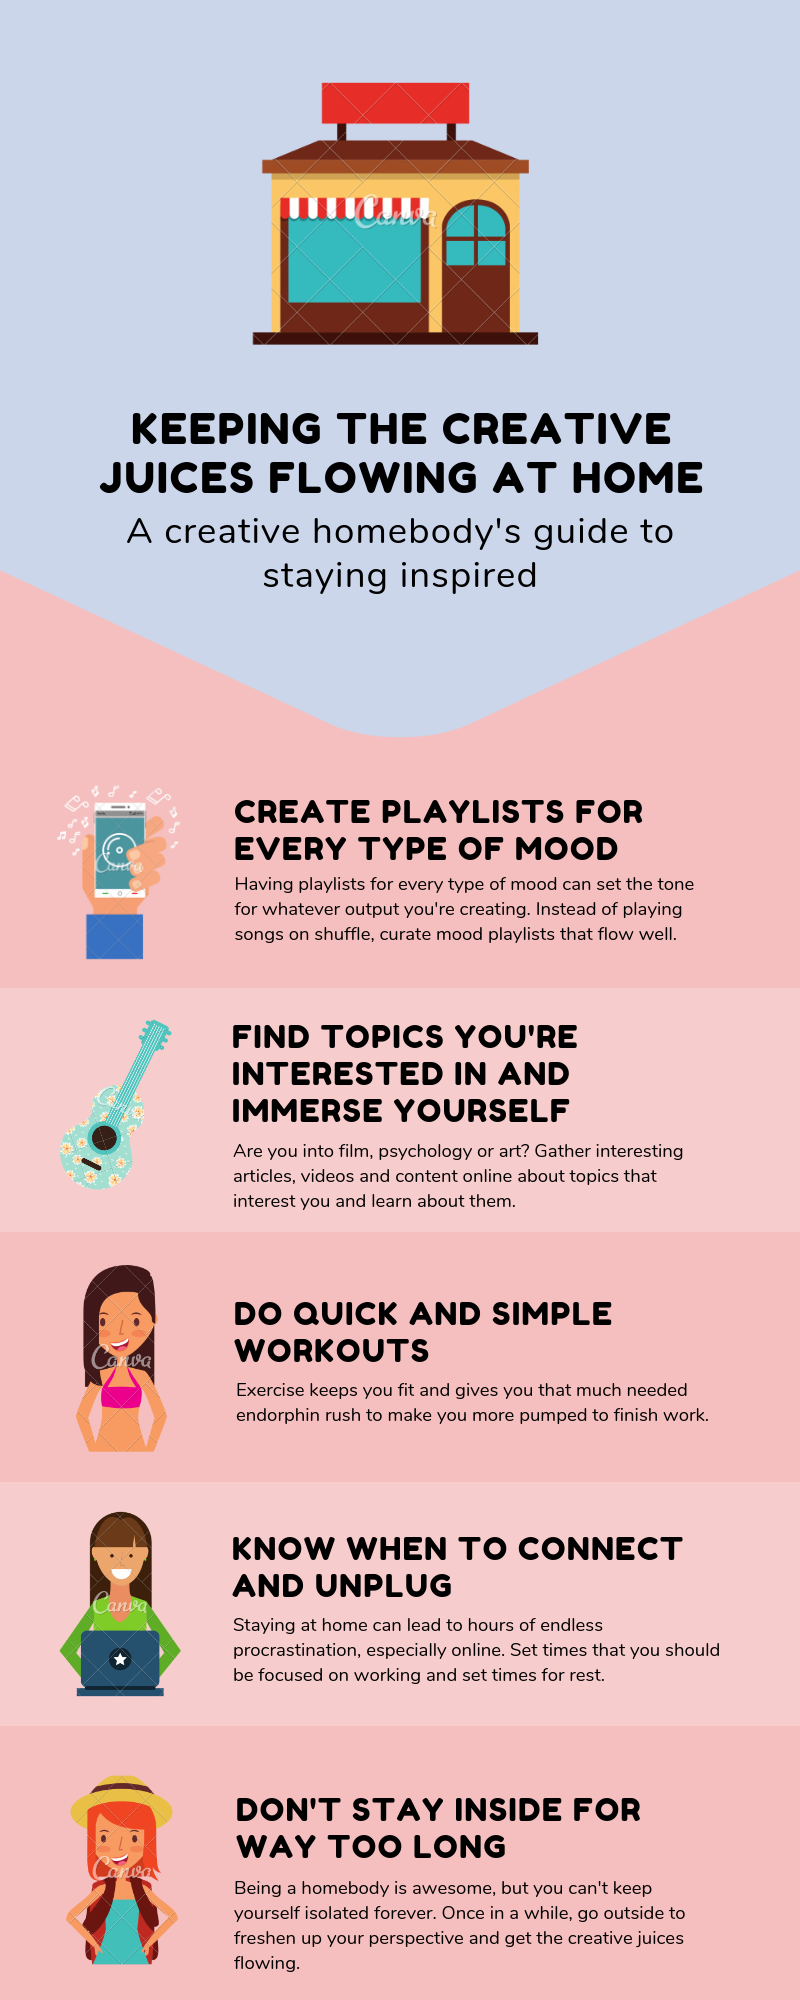 Canva
KEEPING THE CREATIVE
JUICES FLOWING AT HOME
A creative homebody's guide to
staying inspired
Canva
CREATE PLAYLISTS FOR
EVERY TYPE OF MOOD
Having playlists for every type of mood can set the tone
for whatever output you're creating. Instead of playing
songs on shuffle, curate mood playlists that flow well.
Canva
FIND TOPICS YOU'RE
INTERESTED IN AND
IMMERSE YOURSELF
Are you into film, psychology or art? Gather interesting
articles, videos and content online about topics that
interest you and learn about them.
Canva
DO QUICK AND SIMPLE
WORKOUTS
Exercise keeps you fit and gives you that much needed
endorphin rush to make you more pumped to finish work.
Canva
KNOW WHEN TO CONNECT
AND UNPLUG
Staying at home can lead to hours of endless
procrastination, especially online. Set times that you should
be focused on working and set times for rest.
Canva
DON'T STAY INSIDE FOR
WAY TOO LONG
Being a homebody is awesome, but you can't keep
yourself isolated forever. Once in a while, go outside to
freshen up your perspective and get the creative juices
flowing.